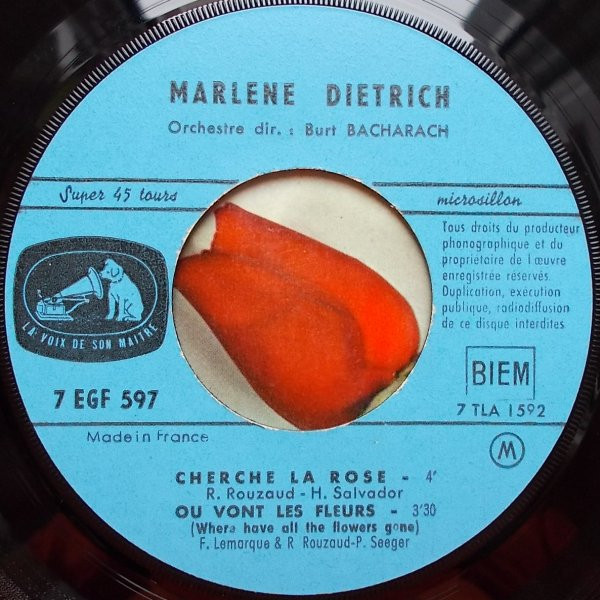 MARLENE DIETRICH
Orchestre dir. : Burt BACHARACH
Super 45 tours
microsillon
Tous droits du producteur
phonographique et du
propriétaire de l œuvre
enregistrée réservés.
Duplication, exécution
publique, radiodiffusion
de ce disque interdites
LA VOIX DE SON MAITRE
7 EGF 597
BIEM
7 TLA 1592
Made in France
M
CHERCHE LA ROSE - 4'
R. Rouzaud - H. Salvador
OU VONT LES FLEURS - 3'30
(Where have all the flowers gone)
F. Lemarque & R Rouzaud-P. Seeger